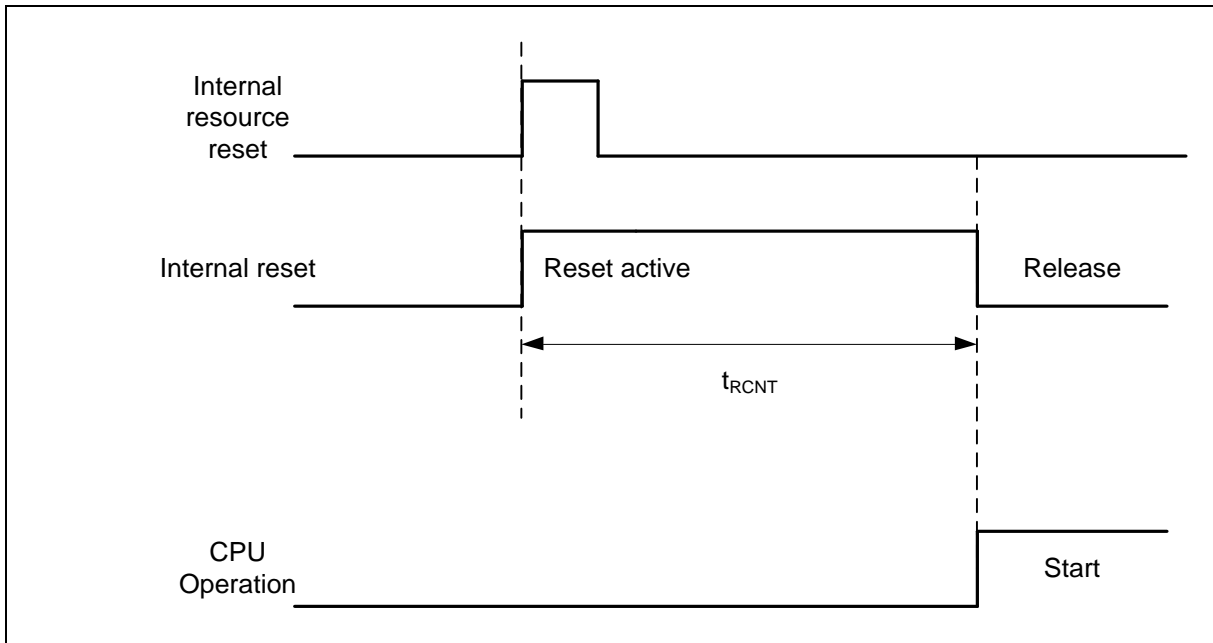 Internal
resource
reset
Internal reset
Reset active
Release
tRCNT
CPU
Operation
Start